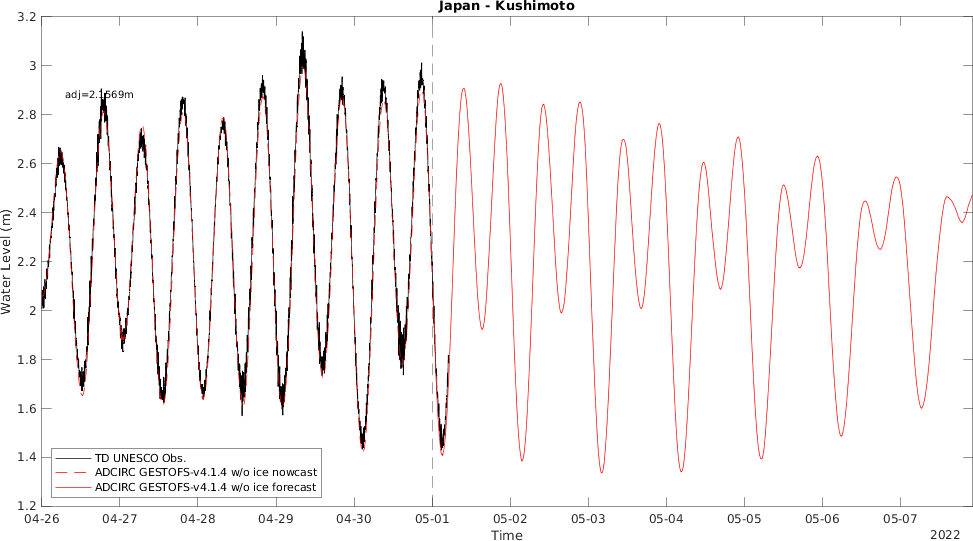 Japan - Kushimoto
3.2
3
2.8
2.6
2.4
2.2
2
1.8
1.6
1.4
1.2
Water Level (m)
adj=2.1569m
TD UNESCO Obs.
ADCIRC GESTOFS-v4.1.4 w/o ice nowcast
ADCIRC GESTOFS-v4.1.4 w/o ice forecast
04-26 04-27 04-28 04-29 04-30 05-01 05-02 05-03 05-04 05-05 05-06 05-07
Time
2022